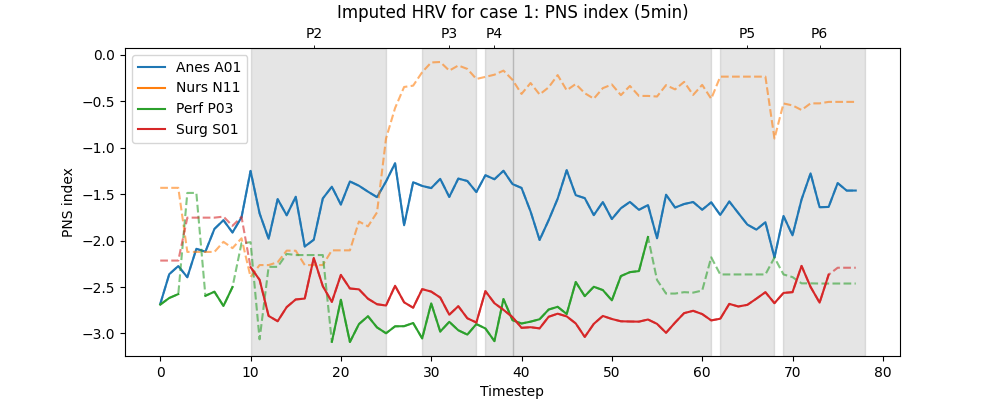 Imputed HRV for case 1: PNS index (5min)
P2 P3 P4 P5 P6
Anes A01
Nurs N11
Perf P03
Surg S01
PNS index
0.0
−0.5
−1.0
−1.5
−2.0
−2.5
−3.0
0 10 20 30 40 50 60 70 80
Timestep